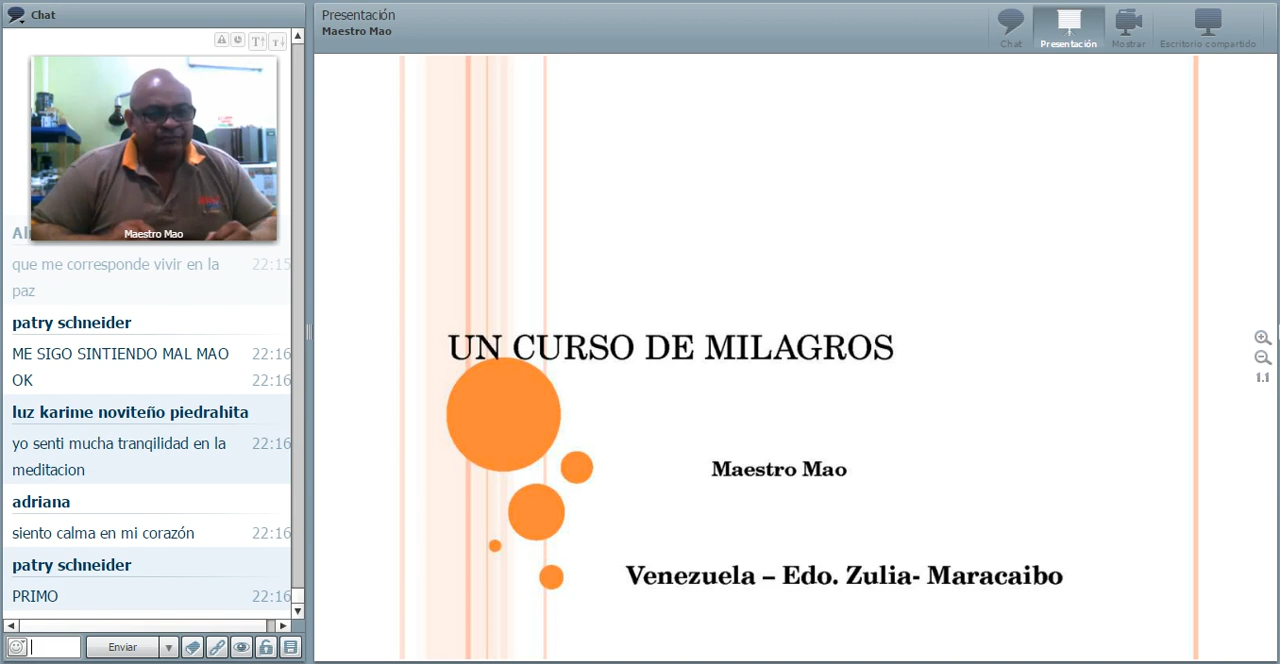 Chat
Maestro Mao
que me corresponde vivir en la 22:15
paz
patry schneider
ME SIGO SINTIENDO MAL MAO 22:16
OK 22:16
luz karime noviteño piedrahita
yo senti mucha tranqilidad en la 22:16
meditacion
adriana
siento calma en mi corazón 22:16
patry schneider
PRIMO 22:16
Enviar
Presentación
Maestro Mao
Chat
Presentación
Mostrar
Escritorio compartido
UN CURSO DE MILAGROS
Maestro Mao
Venezuela – Edo. Zulia- Maracaibo
1.1